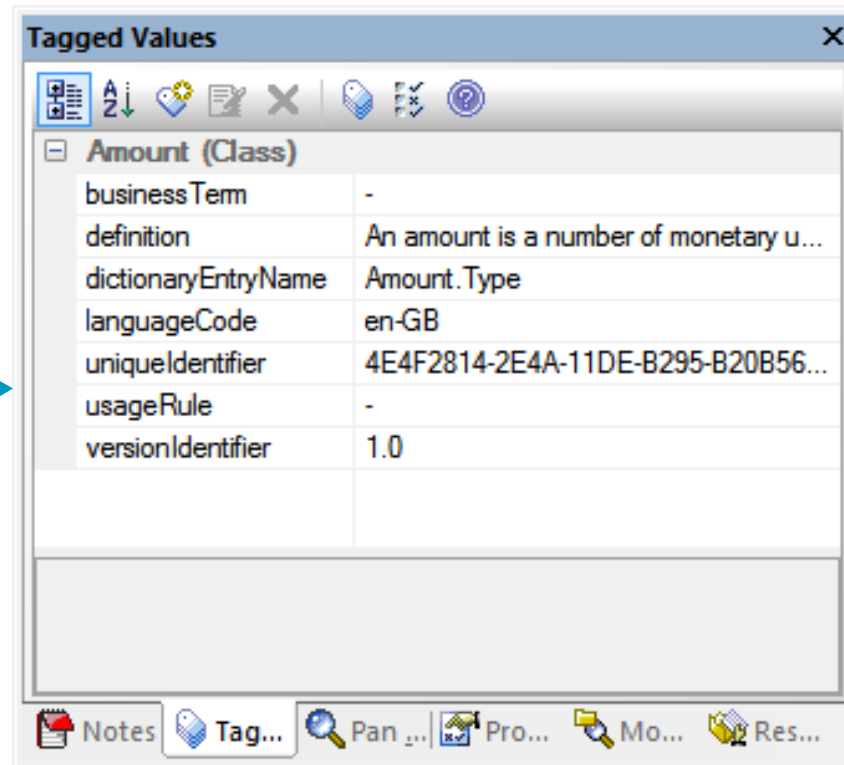 Tagged Values
Amount (Class)
businessTerm -
definition An amount is a number of monetary u...
dictionaryEntryName Amount.Type
languageCode en-GB
uniqueIdentifier 4E4F2814-2E4A-11DE-B295-B20B56...
usageRule -
versionIdentifier 1.0
Notes Tag... Pan ... Pro... Mo... Res...